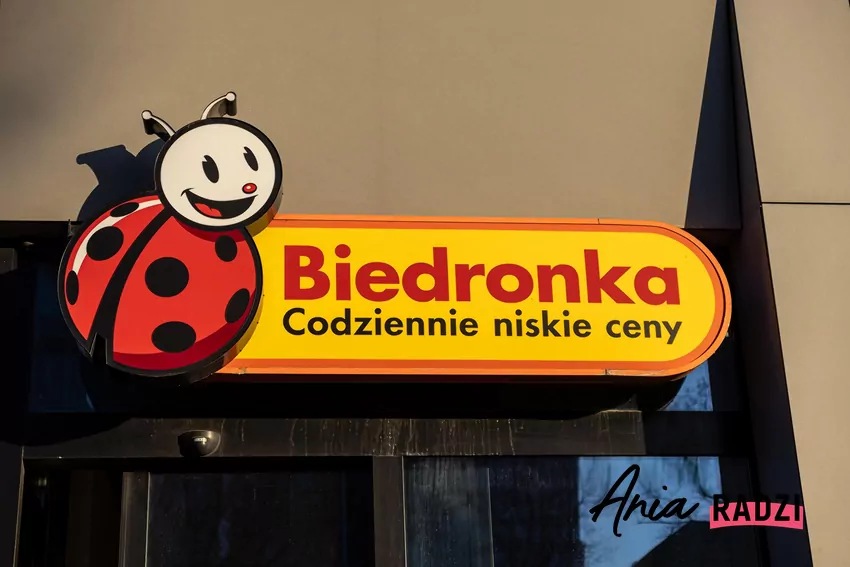 Biedronka
Codziennie niskie ceny
Ania RADZI